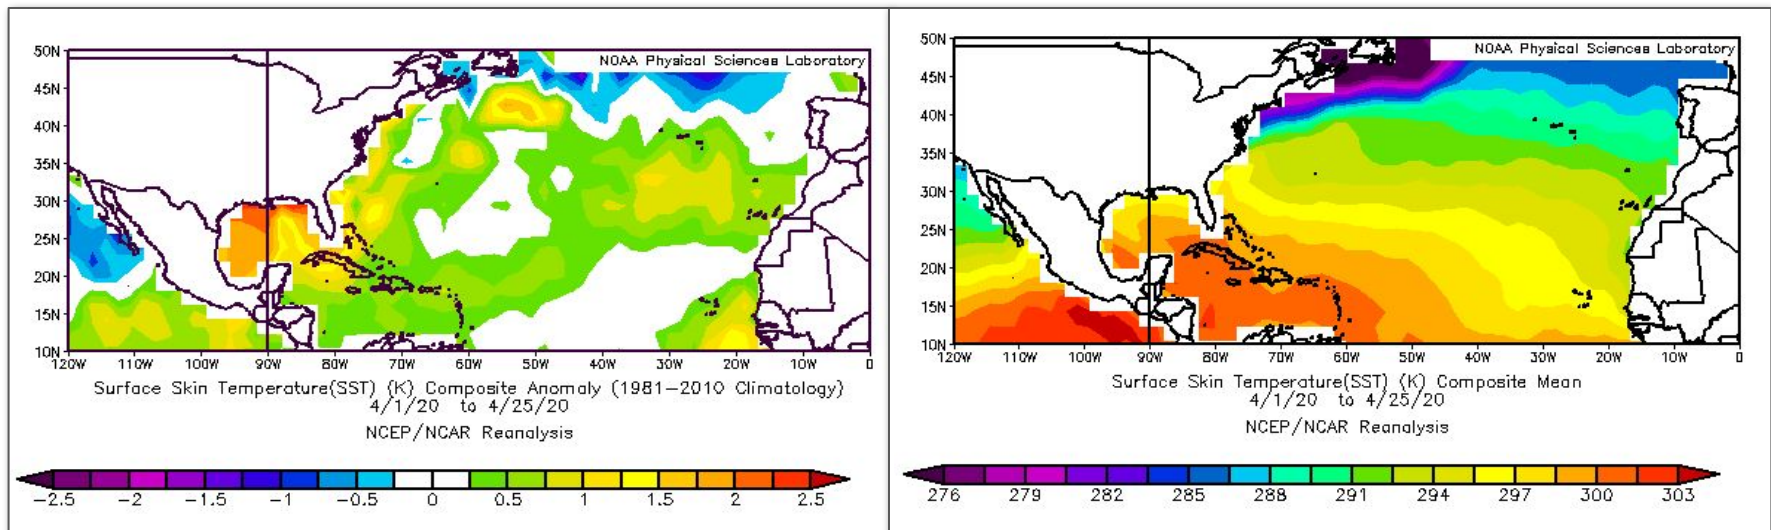 50N
NOAA Physical Sciences Laboratory
45N
40N
35N
30N
25N
20N
15N
10N
120W 110W 100W 90W 80W 70W 60W 50W 40W 30W 20W 10W 0
Surface Skin Temperature(SST) (K) Composite Anomaly (1981-2010 Climatology)
4/1/20 to 4/25/20
NCEP/NCAR Reanalysis
-2.5 -2 -1.5 -1 -0.5 0 0.5 1 1.5 2 2.5
50N
NOAA Physical Sciences Laboratory
45N
40N
35N
30N
25N
20N
15N
10N
120W 110W 100W 90W 80W 70W 60W 50W 40W 30W 20W 10W 0
Surface Skin Temperature(SST) (K) Composite Mean
4/1/20 to 4/25/20
NCEP/NCAR Reanalysis
276 279 282 285 288 291 294 297 300 303